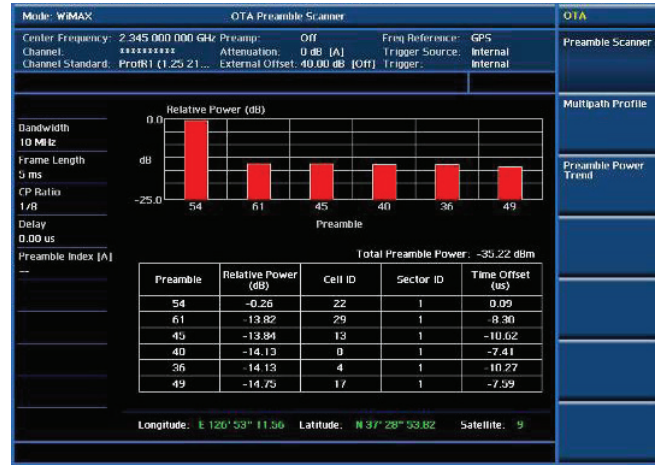 Mode: WiMAX
OTA Preamble Scanner
OTA
Center Frequency: 2.345 000 000 GHz Preamp: Off Freq Reference: GPS
Channel: ********** Attenuation: 0 dB [A] Trigger Source: Internal
Channel Standard: ProfR1 (1.25 21... External Offset: 40.00 dB [Off] Trigger: Internal
Preamble Scanner
Multipath Profile
Preamble Power
Trend
Bandwidth
10 MHz
Frame Length
5 ms
CP Ratio
1/8
Delay
0.00 us
Preamble Index [A]
--
Relative Power (dB)
0.0
dB
-25.0
54 61 45 40 36 49
Preamble
Total Preamble Power: -35.22 dBm
Preamble Relative Power (dB) Cell ID Sector ID Time Offset (us)
54 -0.26 22 1 0.09
61 -13.82 29 1 -8.30
45 -13.84 13 1 -10.62
40 -14.13 0 1 -7.41
36 -14.13 4 1 -10.27
49 -14.75 17 1 -7.59
Longitude: E 126' 53" 11.56 Latitude: N 37' 28" 53.82 Satellite: 9